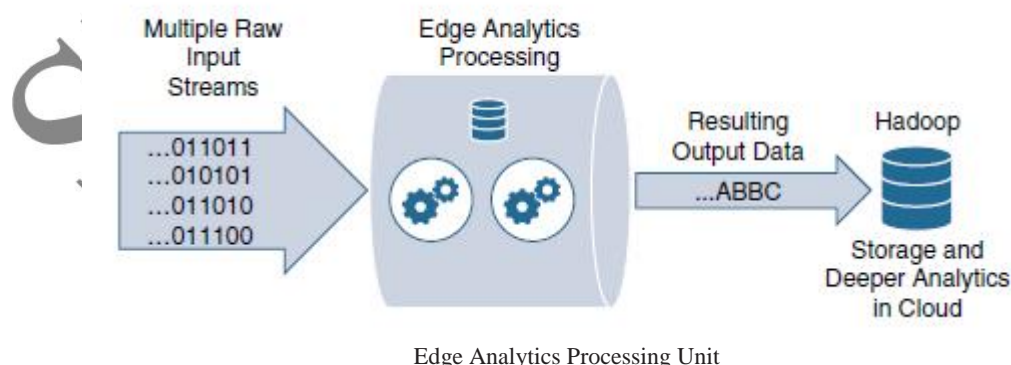 Multiple Raw
Input
Streams
...011011
...010101
...011010
...011100
Edge Analytics
Processing
Resulting
Output Data
...ABBC
Hadoop
Storage and
Deeper Analytics
in Cloud
Edge Analytics Processing Unit